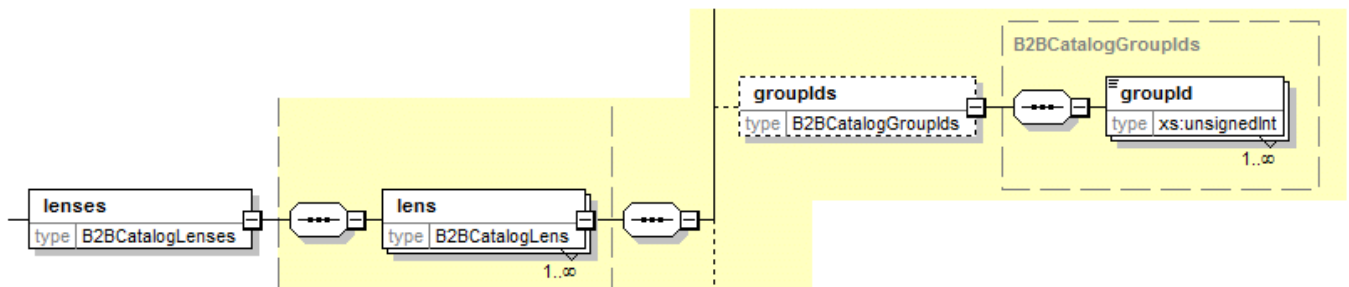 B2BCatalogGroupIds
groupIds
type B2BCatalogGroupIds
groupId
type xs:unsignedInt
1..∞
lenses
type B2BCatalogLenses
lens
type B2BCatalogLens
1..∞